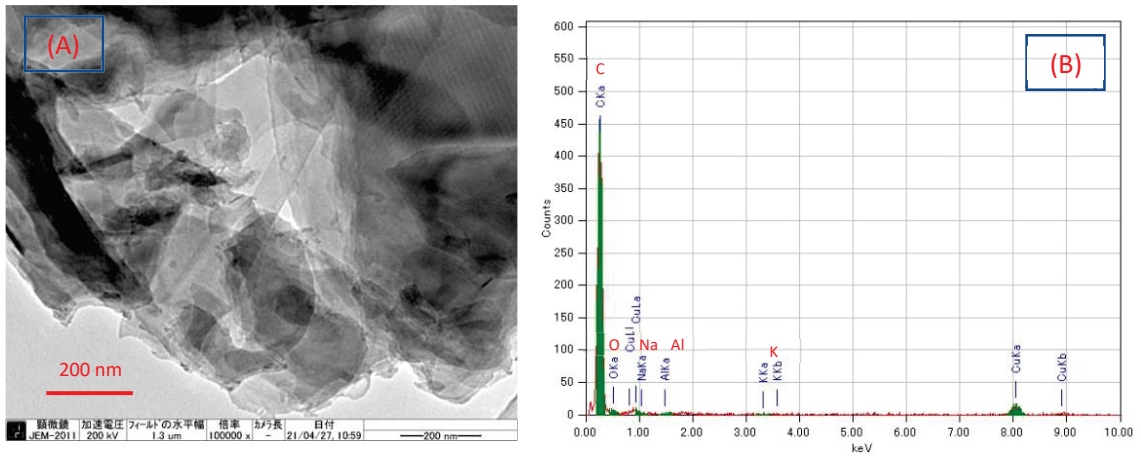 (A)
200 nm
顕微鏡 加速電圧 フィールドの水平幅 倍率 カメラ長 日付
JEM-2011 200 kV 1.3 um 100000 x - 21/04/27, 10:59 200 nm
(B)
600
550
500
450
400
350
300
250
200
150
100
50
0
Counts
C
CKa
O
OKa
CuLl
CuLa
Na
NaKa
Al
AlKa
K
KKa
KKb
CuKa
CuKb
0.00 1.00 2.00 3.00 4.00 5.00 6.00 7.00 8.00 9.00 10.00
keV